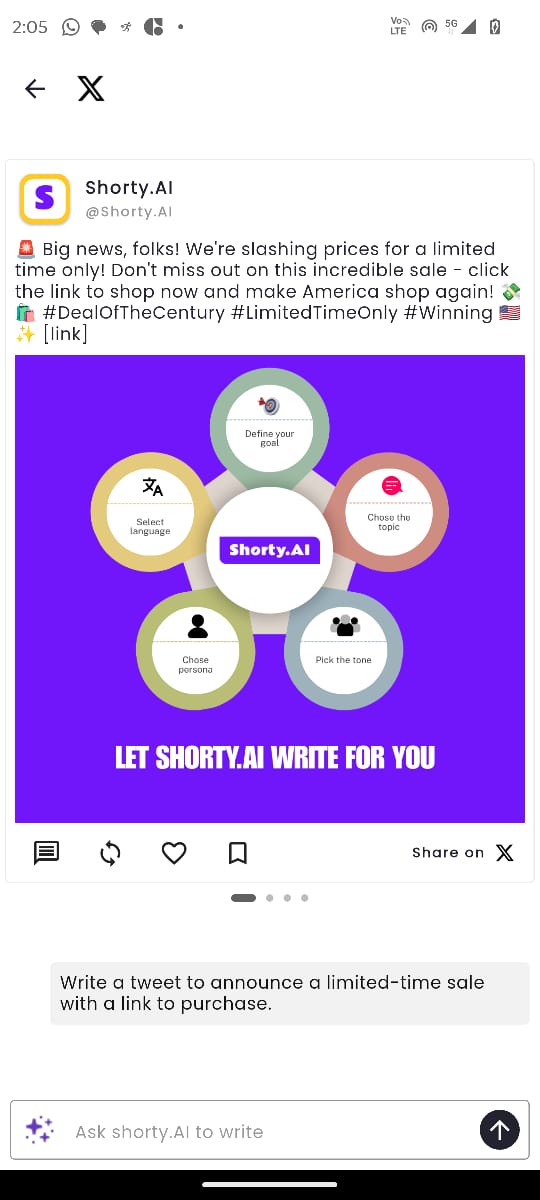 2:05
Vo))
LTE
5G
Shorty.AI
@Shorty.AI
🚨 Big news, folks! We're slashing prices for a limited
time only! Don't miss out on this incredible sale - click
the link to shop now and make America shop again! 💸
🛍️ #DealOfTheCentury #LimitedTimeOnly #Winning 🇺🇸
✨ [link]
Define your
goal
Select
language
Chose the
topic
Shorty.AI
Chose
persona
Pick the tone
LET SHORTY.AI WRITE FOR YOU
Share on X
Write a tweet to announce a limited-time sale
with a link to purchase.
Ask shorty.AI to write